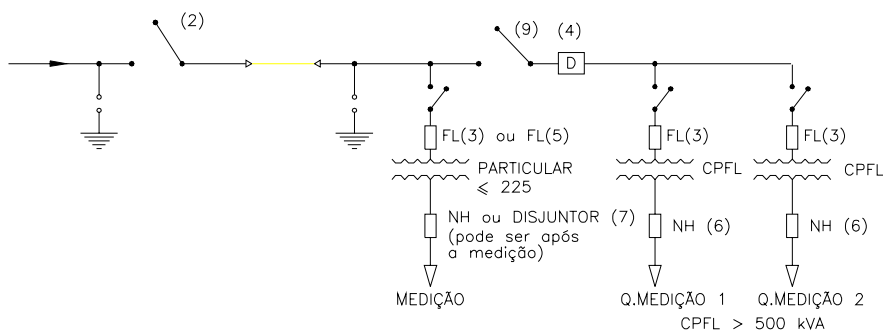 (2)
(9)
(4)
D
FL(3) ou FL(5)
FL(3)
FL(3)
PARTICULAR
≤ 225
CPFL
CPFL
NH ou DISJUNTOR (7)
(pode ser após
a medição)
NH (6)
NH (6)
MEDIÇÃO
Q.MEDIÇÃO 1
Q.MEDIÇÃO 2
CPFL > 500 kVA